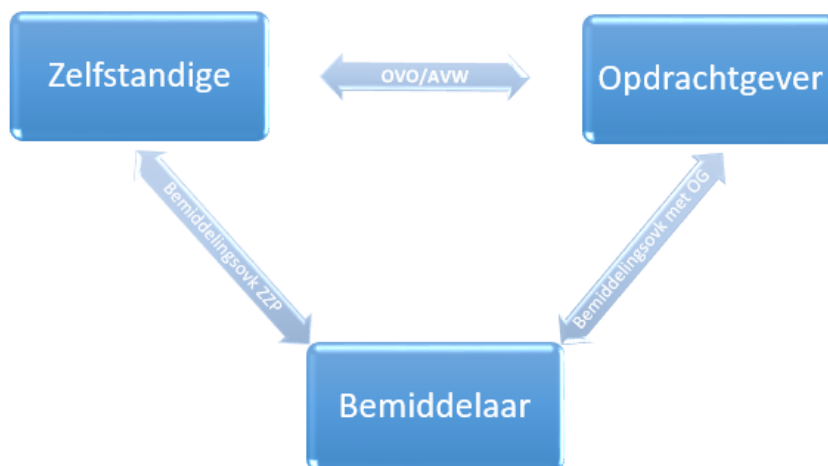 Zelfstandige
OVO/AVW
Opdrachtgever
Bemiddelingsovk ZZP
Bemiddelingsovk met OG
Bemiddelaar